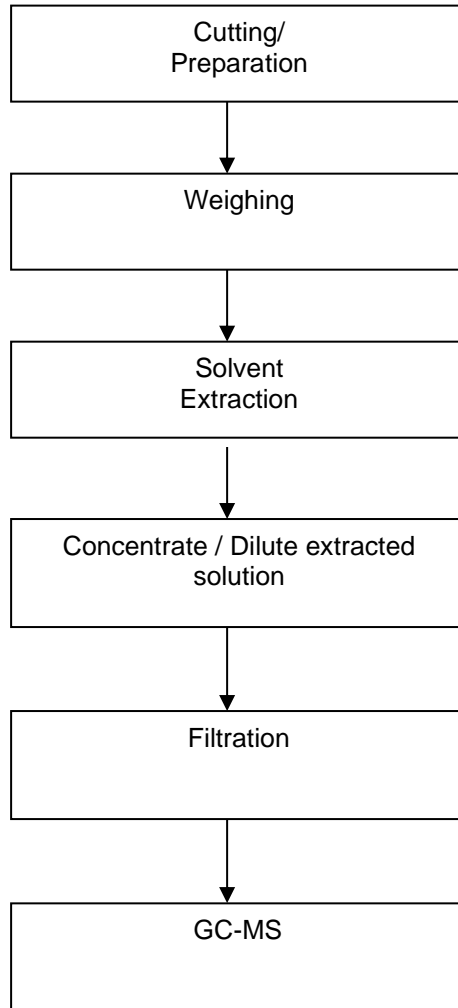 Cutting/
Preparation
Weighing
Solvent
Extraction
Concentrate / Dilute extracted
solution
Filtration
GC-MS